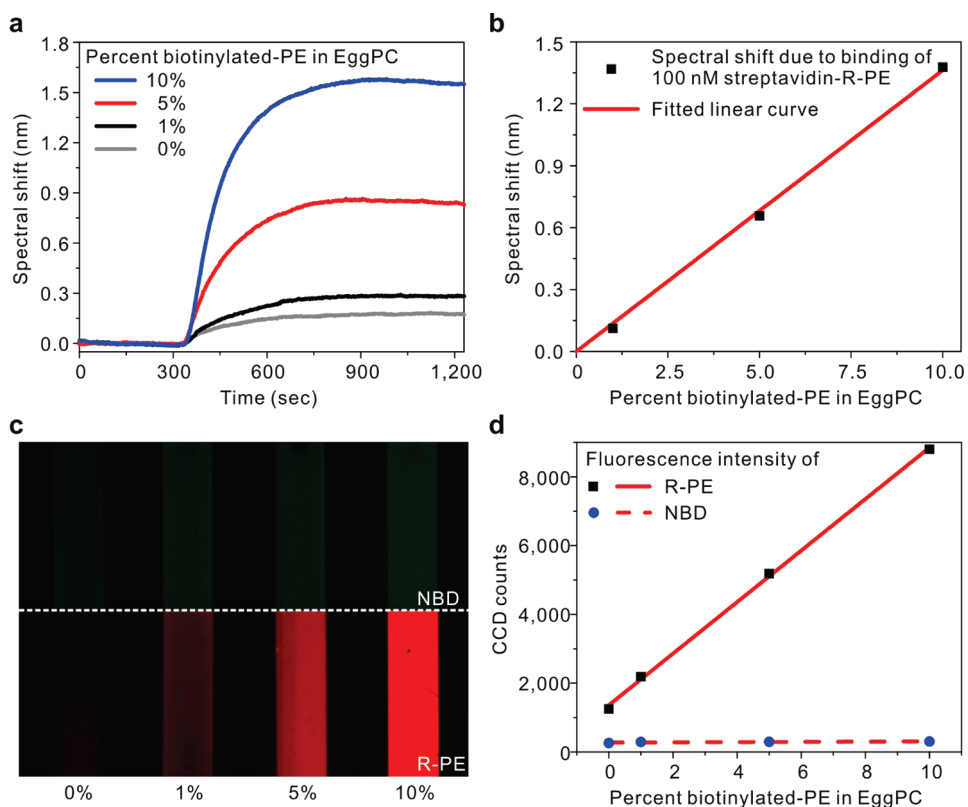 a
Percent biotinylated-PE in EggPC
10%
5%
1%
0%
1.8
1.5
1.2
0.9
0.6
0.3
0.0
Spectral shift (nm)
0
300
600
900
1,200
Time (sec)
b
Spectral shift due to binding of
100 nM streptavidin-R-PE
Fitted linear curve
1.5
1.2
0.9
0.6
0.3
0.0
Spectral shift (nm)
0
2.5
5.0
7.5
10.0
Percent biotinylated-PE in EggPC
c
NBD
R-PE
0%
1%
5%
10%
d
Fluorescence intensity of
R-PE
NBD
8,000
6,000
4,000
2,000
0
CCD counts
0
2
4
6
8
10
Percent biotinylated-PE in EggPC